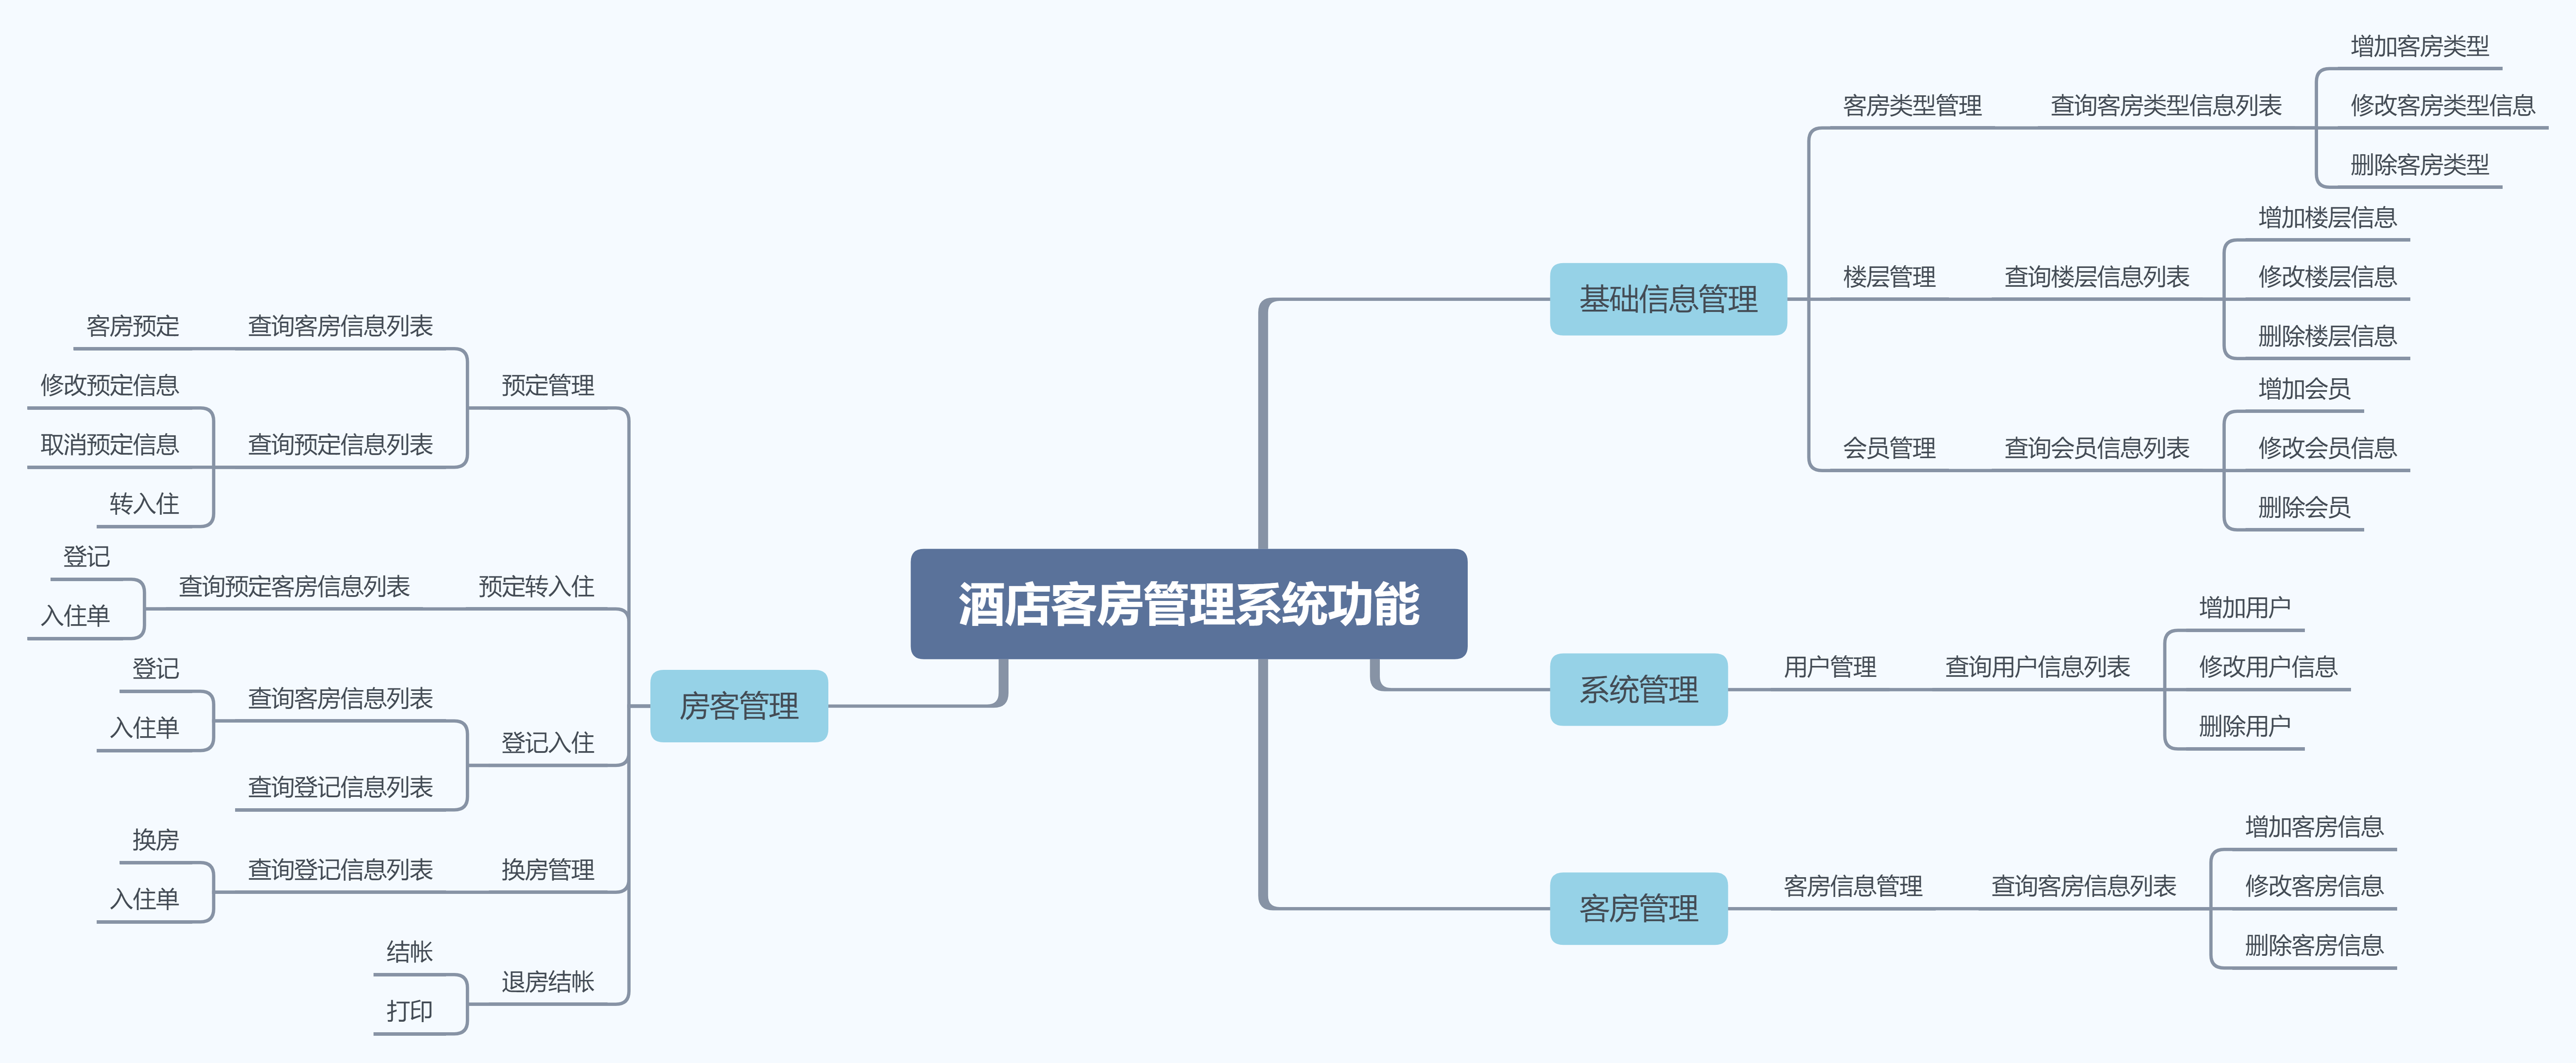 酒店客房管理系统功能
基础信息管理
客房类型管理
查询客房类型信息列表
增加客房类型
修改客房类型信息
删除客房类型
楼层管理
查询楼层信息列表
增加楼层信息
修改楼层信息
删除楼层信息
会员管理
查询会员信息列表
增加会员
修改会员信息
删除会员
系统管理
用户管理
查询用户信息列表
增加用户
修改用户信息
删除用户
客房管理
客房信息管理
查询客房信息列表
增加客房信息
修改客房信息
删除客房信息
房客管理
预定管理
查询客房信息列表
客房预定
查询预定信息列表
修改预定信息
取消预定信息
转入住
预定转入住
查询预定客房信息列表
登记
入住单
登记入住
查询客房信息列表
登记
入住单
查询登记信息列表
换房管理
查询登记信息列表
换房
入住单
退房结帐
结帐
打印